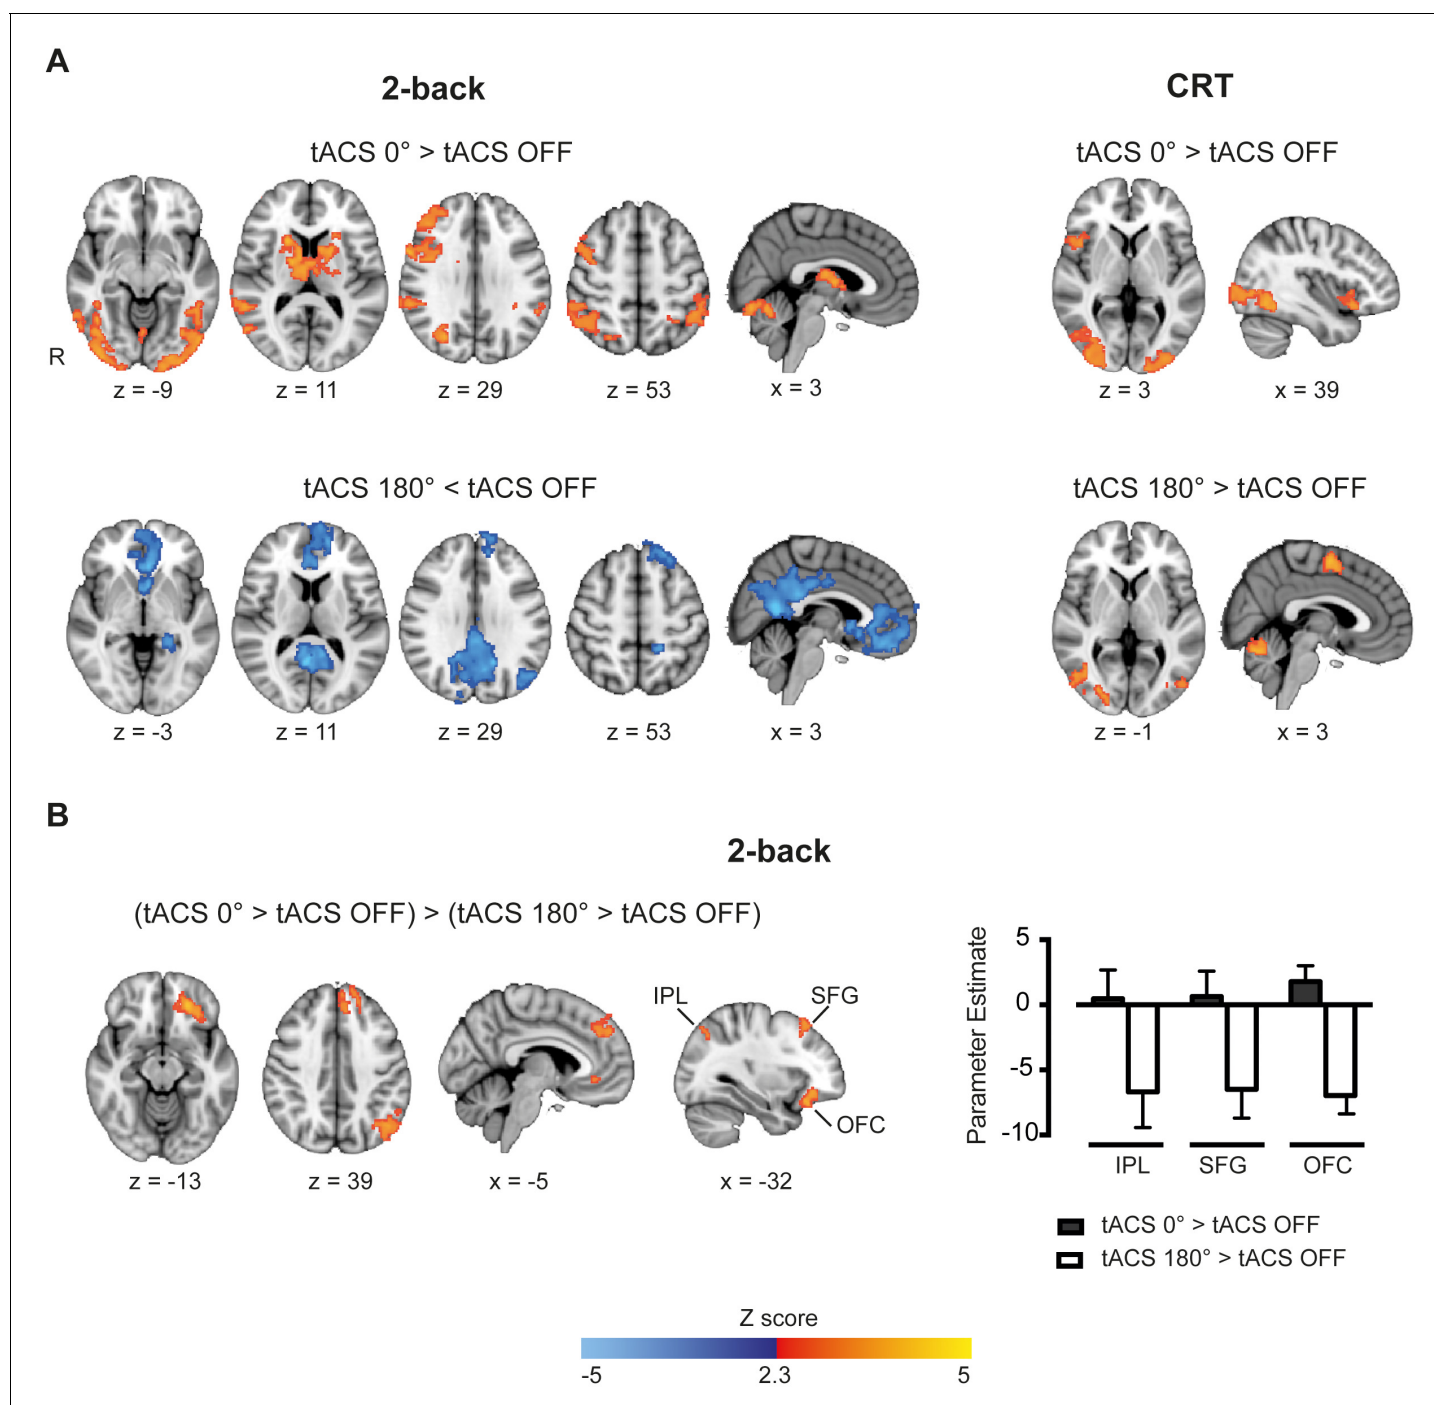 A
2-back
CRT
tACS 0° > tACS OFF
tACS 0° > tACS OFF
R
z = -9
z = 11
z = 29
z = 53
x = 3
z = 3
x = 39
tACS 180° < tACS OFF
tACS 180° > tACS OFF
z = -3
z = 11
z = 29
z = 53
x = 3
z = -1
x = 3
B
2-back
(tACS 0° > tACS OFF) > (tACS 180° > tACS OFF)
IPL
SFG
OFC
z = -13
z = 39
x = -5
x = -32
Parameter Estimate
5
0
-5
-10
IPL
SFG
OFC
tACS 0° > tACS OFF
tACS 180° > tACS OFF
Z score
-5
2.3
5